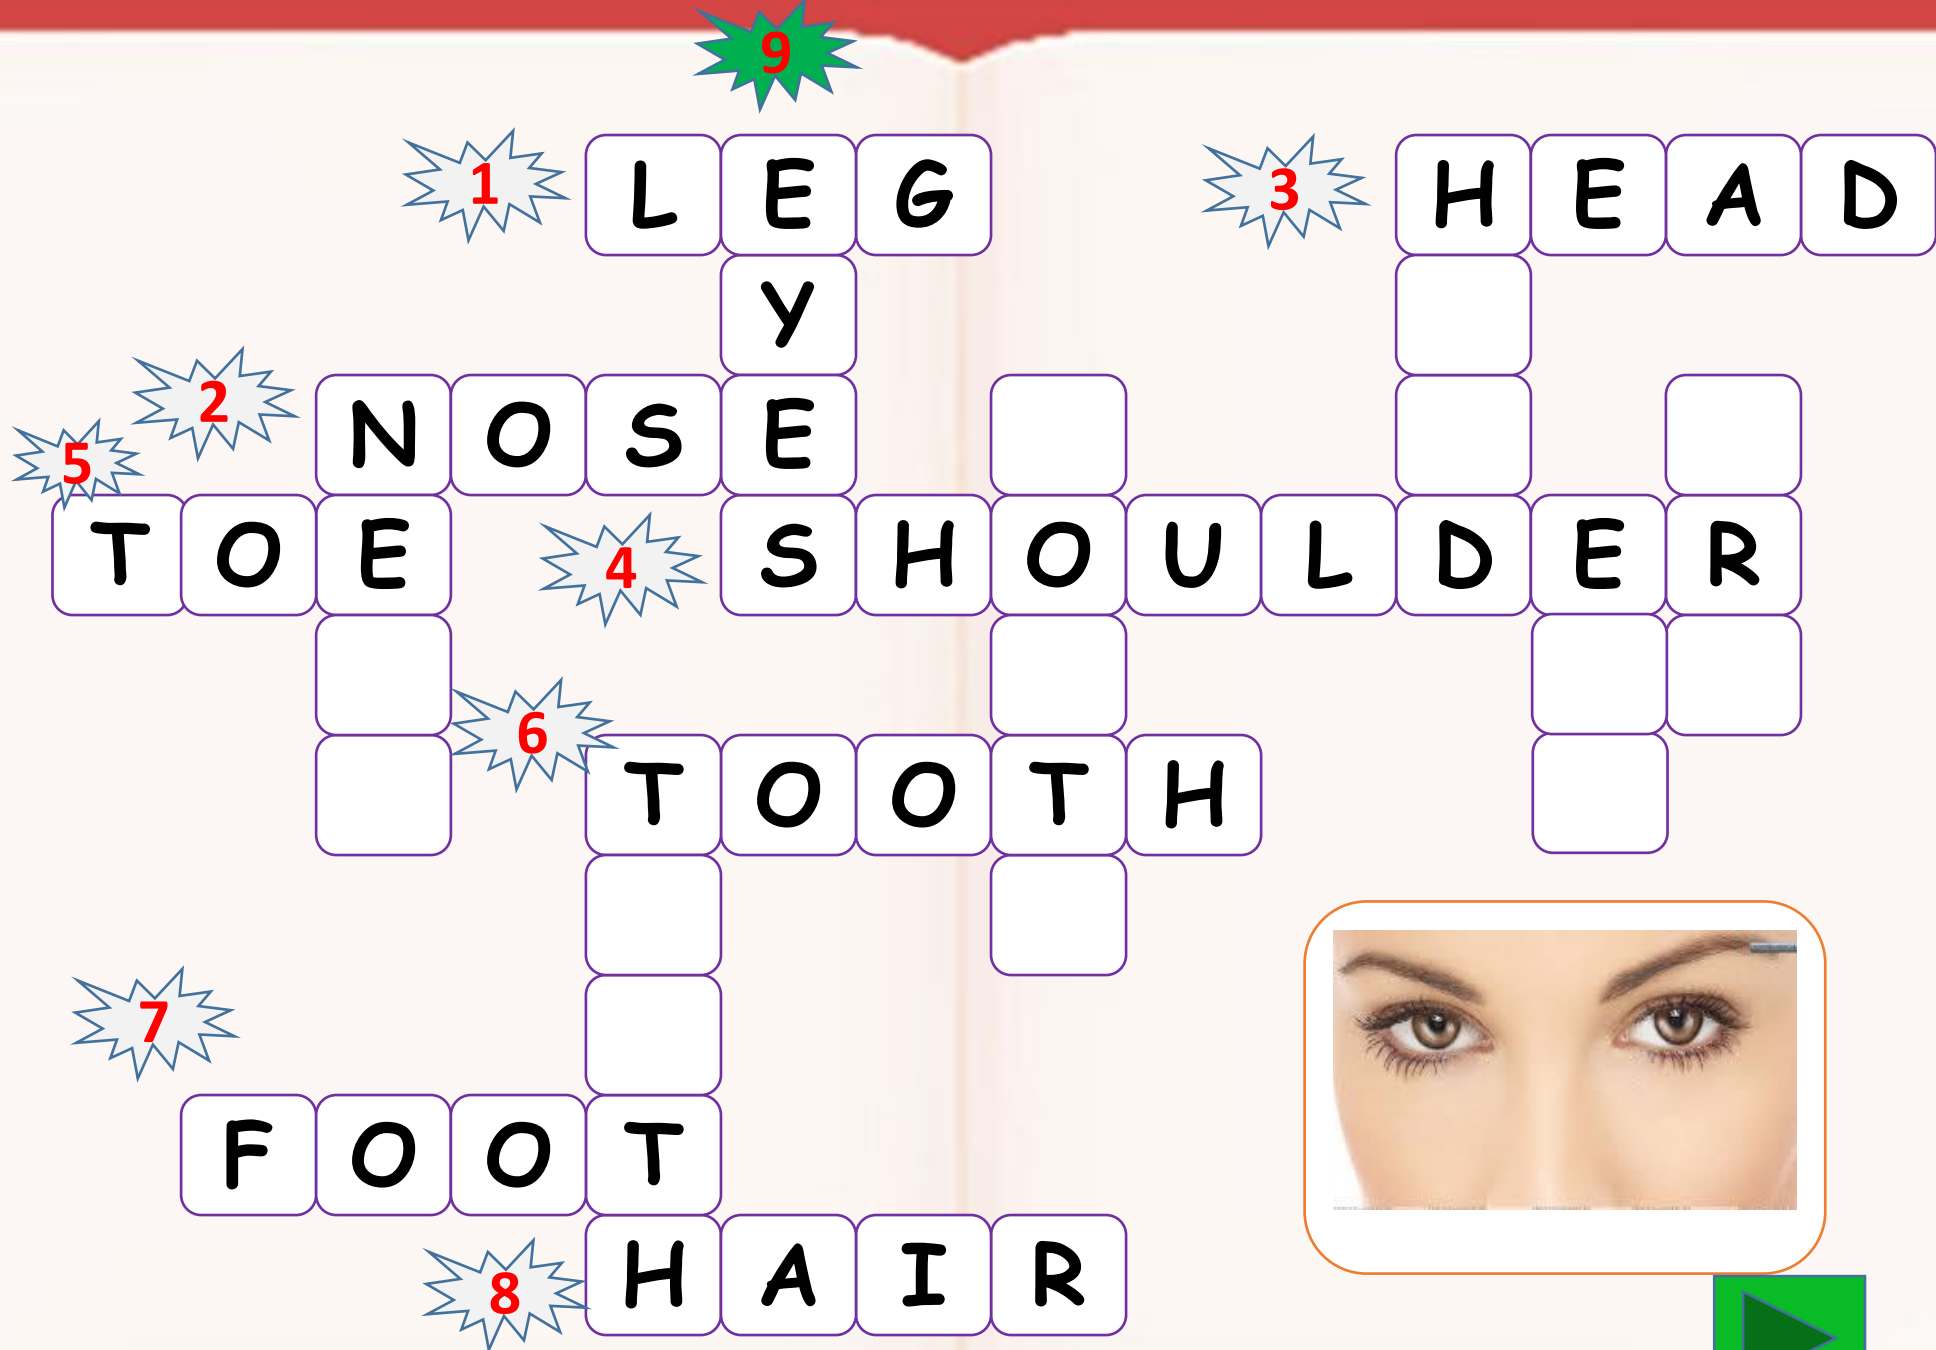 9
1 LEG 3 HEAD
Y
2 NOSE
5 TOE 4 SHOULDER
6 TOOTH
7
FOOT
8 HAIR